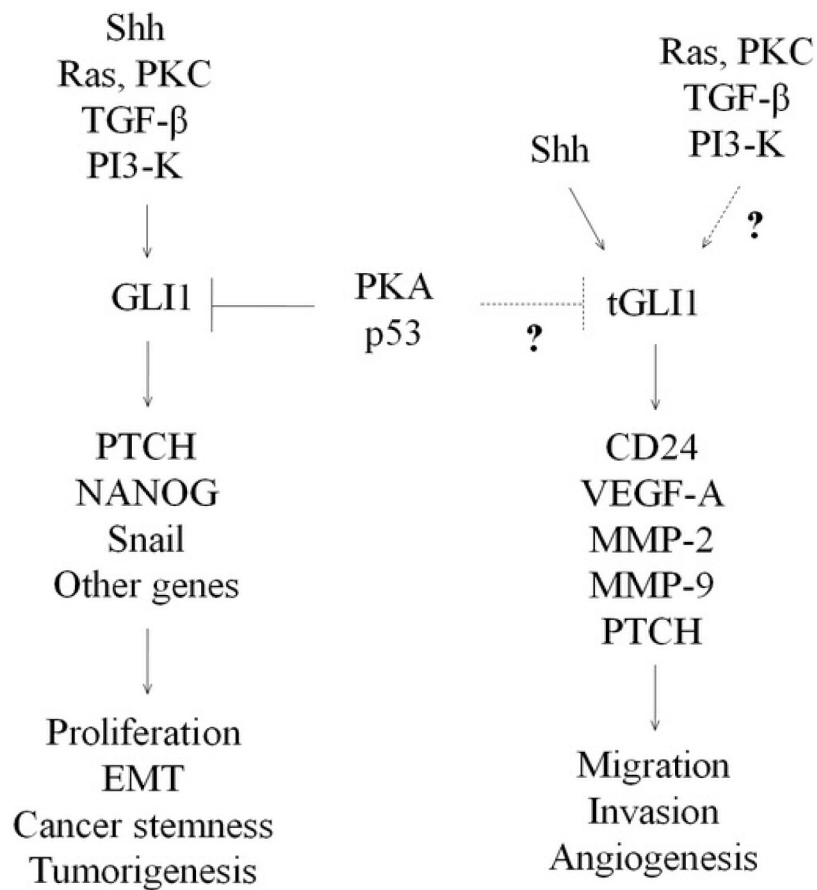 Shh
Ras, PKC
TGF-β
PI3-K
Ras, PKC
TGF-β
PI3-K
Shh
?
GLI1
PKA
p53
?
tGLI1
PTCH
NANOG
Snail
Other genes
CD24
VEGF-A
MMP-2
MMP-9
PTCH
Proliferation
EMT
Cancer stemness
Tumorigenesis
Migration
Invasion
Angiogenesis